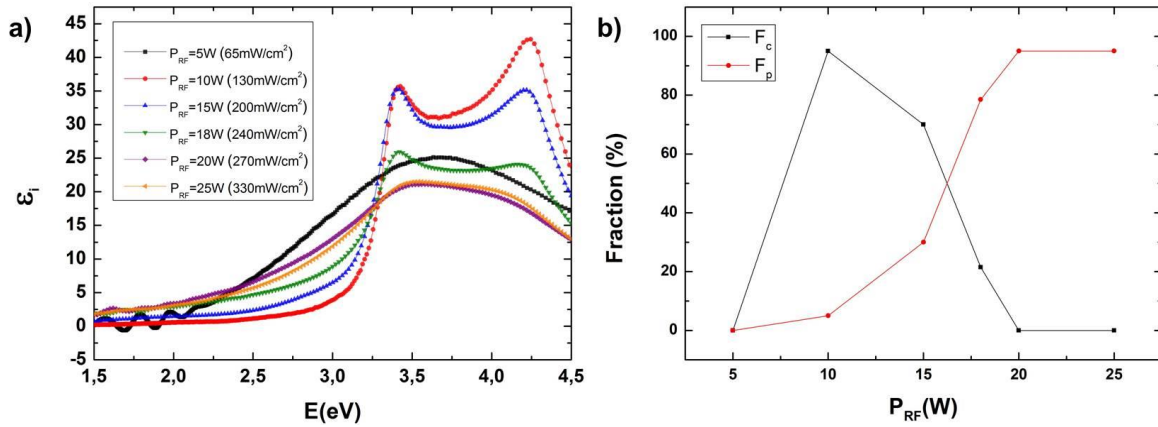 a)
45
40
35
30
25
20
15
10
5
0
-5
εi
P_RF=5W (65mW/cm²)
P_RF=10W (130mW/cm²)
P_RF=15W (200mW/cm²)
P_RF=18W (240mW/cm²)
P_RF=20W (270mW/cm²)
P_RF=25W (330mW/cm²)
1,5 2,0 2,5 3,0 3,5 4,0 4,5
E(eV)
b)
100
80
60
40
20
0
Fraction (%)
F_c
F_p
5 10 15 20 25
P_RF(W)